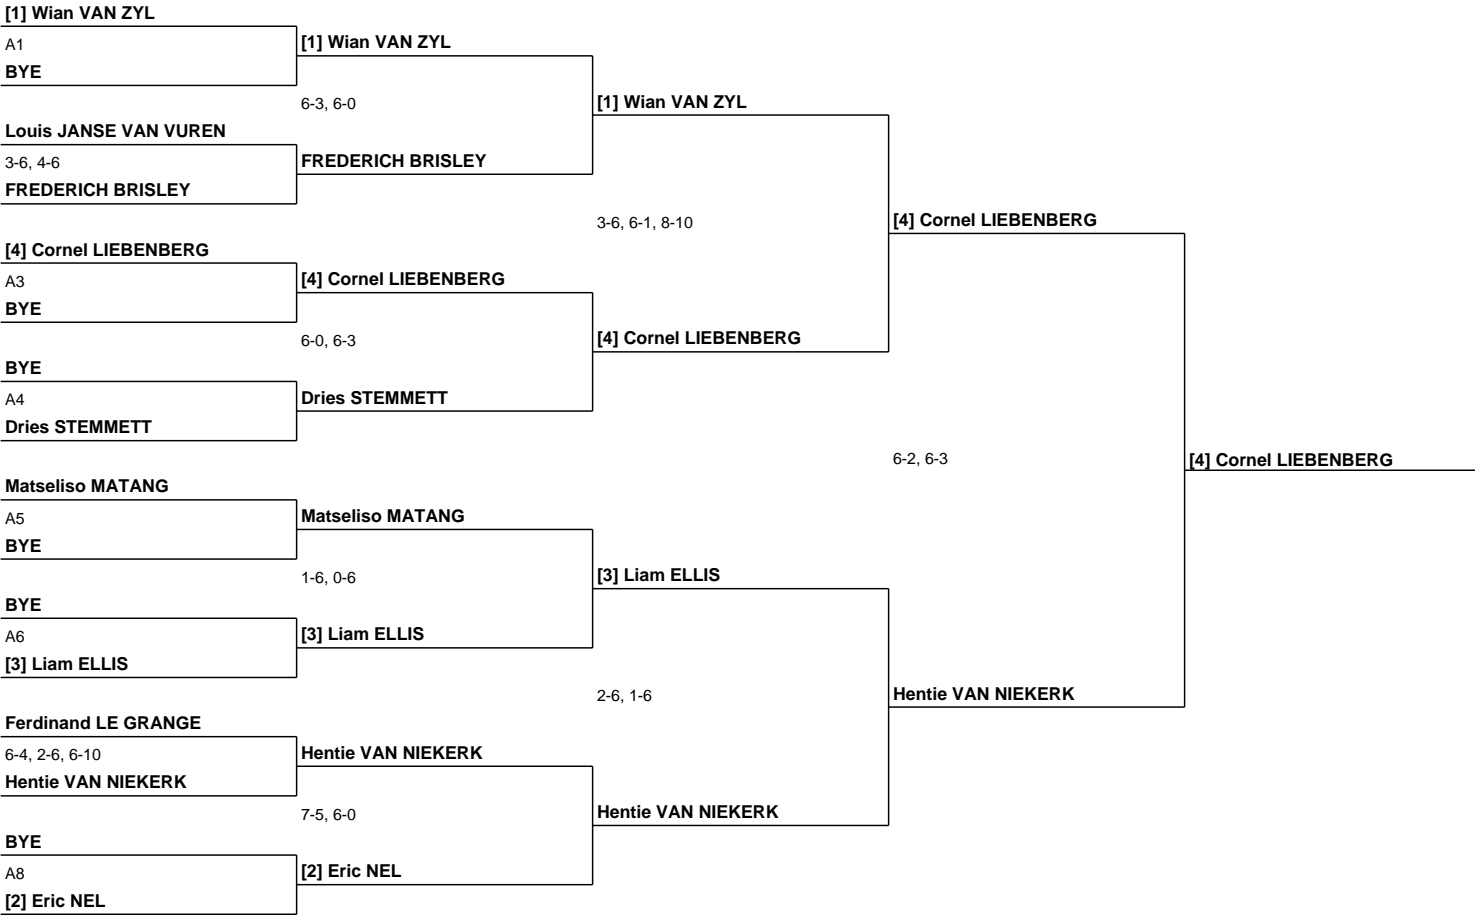 [1] Wian VAN ZYL
A1
BYE
Louis JANSE VAN VUREN
3-6, 4-6
FREDERICH BRISLEY
[4] Cornel LIEBENBERG
A3
BYE
BYE
A4
Dries STEMMETT
Matseliso MATANG
A5
BYE
BYE
A6
[3] Liam ELLIS
Ferdinand LE GRANGE
6-4, 2-6, 6-10
Hentie VAN NIEKERK
BYE
A8
[2] Eric NEL
[1] Wian VAN ZYL
6-3, 6-0
FREDERICH BRISLEY
[4] Cornel LIEBENBERG
6-0, 6-3
Dries STEMMETT
Matseliso MATANG
1-6, 0-6
[3] Liam ELLIS
Hentie VAN NIEKERK
7-5, 6-0
[2] Eric NEL
[1] Wian VAN ZYL
3-6, 6-1, 8-10
[4] Cornel LIEBENBERG
[3] Liam ELLIS
2-6, 1-6
Hentie VAN NIEKERK
[4] Cornel LIEBENBERG
6-2, 6-3
Hentie VAN NIEKERK
[4] Cornel LIEBENBERG